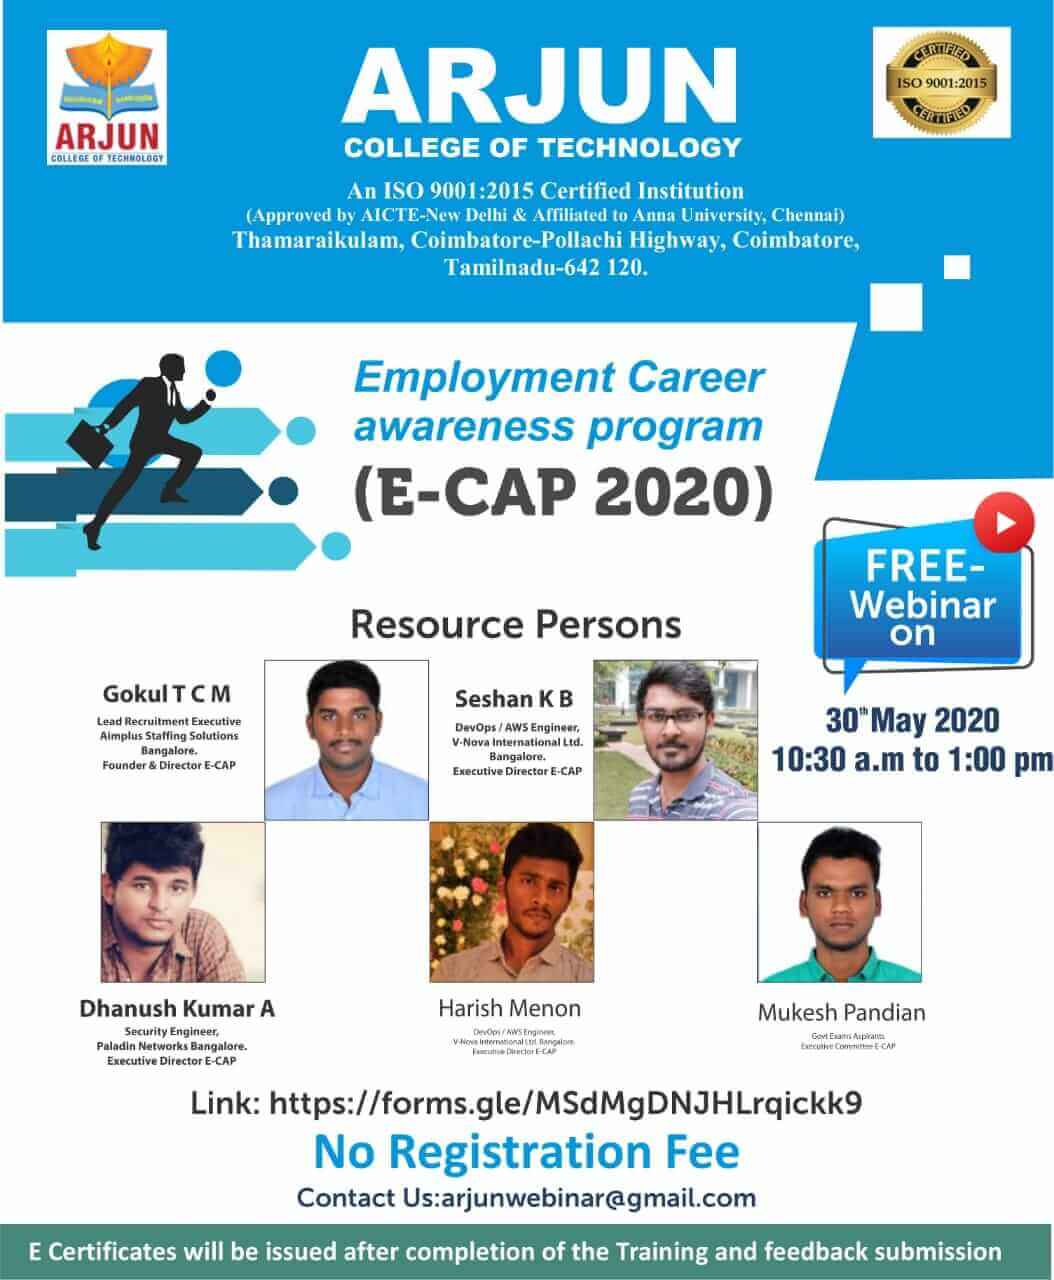 ARJUN
COLLEGE OF TECHNOLOGY
ARJUN
COLLEGE OF TECHNOLOGY
CERTIFIED
ISO 9001:2015
CERTIFIED
An ISO 9001:2015 Certified Institution
(Approved by AICTE-New Delhi & Affiliated to Anna University, Chennai)
Thamaraikulam, Coimbatore-Pollachi Highway, Coimbatore,
Tamilnadu-642 120.
Employment Career
awareness program
(E-CAP 2020)
FREE-
Webinar
on
30th May 2020
10:30 a.m to 1:00 pm
Resource Persons
Gokul T C M
Lead Recruitment Executive
Aimplus Staffing Solutions
Bangalore.
Founder & Director E-CAP
Seshan K B
DevOps / AWS Engineer,
V-Nova International Ltd.
Bangalore.
Executive Director E-CAP
Dhanush Kumar A
Security Engineer,
Paladin Networks Bangalore.
Executive Director E-CAP
Harish Menon
DevOps / AWS Engineer,
V-Nova International Ltd. Bangalore.
Executive Director E-CAP
Mukesh Pandian
Govt Exams Aspirants
Executive Committee E-CAP
Link: https://forms.gle/MSdMgDNJHLrqickk9
No Registration Fee
Contact Us:arjunwebinar@gmail.com
E Certificates will be issued after completion of the Training and feedback submission